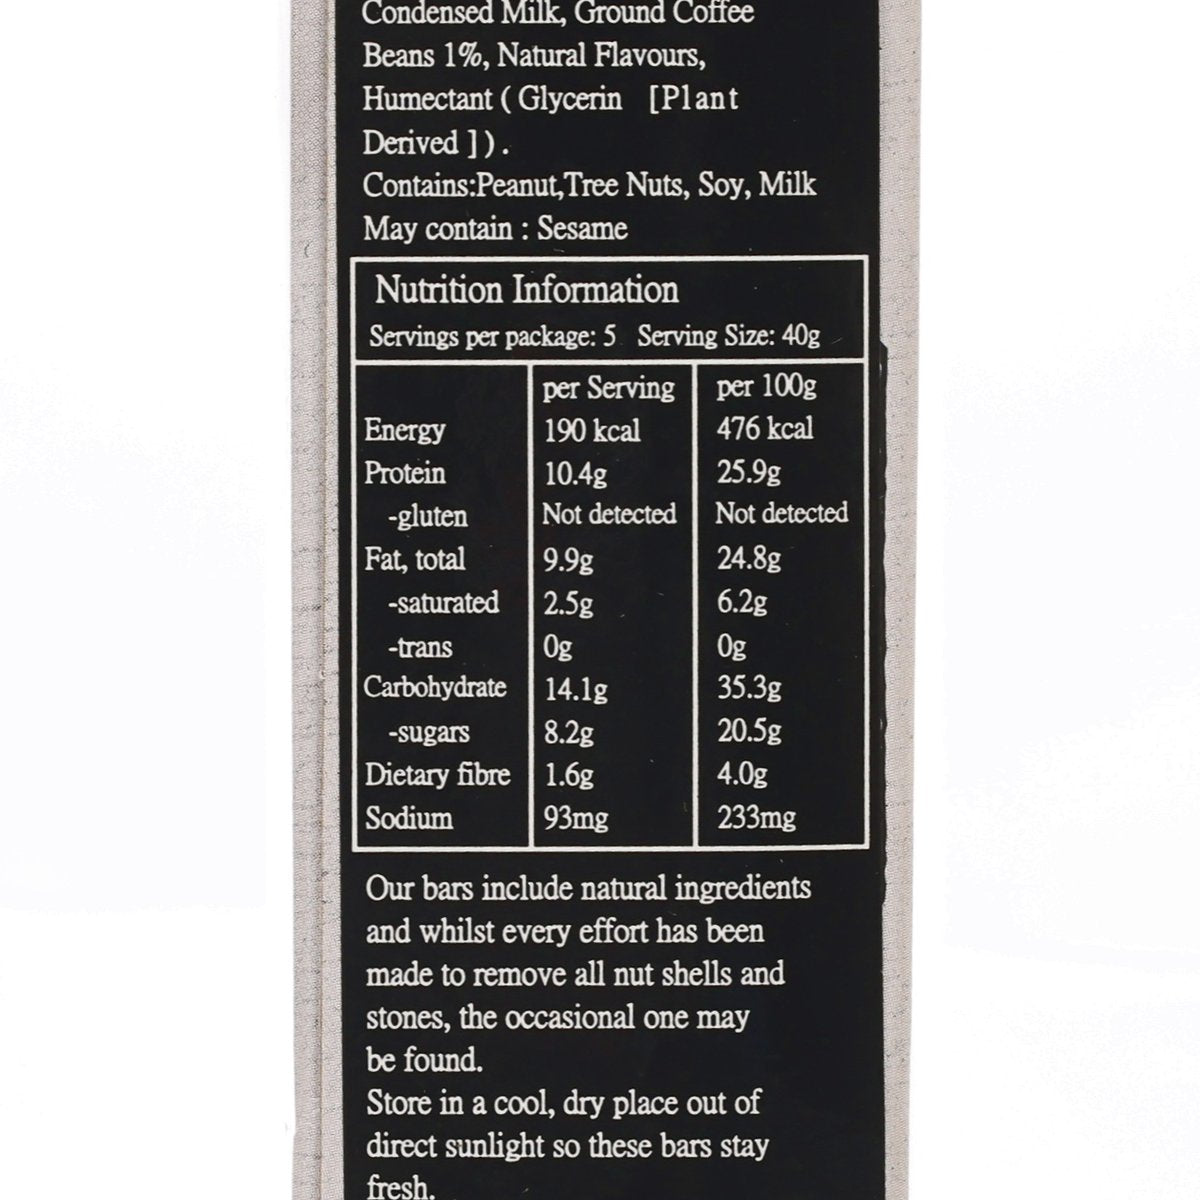 Condensed Milk, Ground Coffee
Beans 1%, Natural Flavours,
Humectant ( Glycerin [Plant
Derived ] ) .
Contains:Peanut,Tree Nuts, Soy, Milk
May contain : Sesame
Nutrition Information
Servings per package: 5 Serving Size: 40g
per Serving per 100g
Energy 190 kcal 476 kcal
Protein 10.4g 25.9g
-gluten Not detected Not detected
Fat, total 9.9g 24.8g
-saturated 2.5g 6.2g
-trans 0g 0g
Carbohydrate 14.1g 35.3g
-sugars 8.2g 20.5g
Dietary fibre 1.6g 4.0g
Sodium 93mg 233mg
Our bars include natural ingredients
and whilst every effort has been
made to remove all nut shells and
stones, the occasional one may
be found.
Store in a cool, dry place out of
direct sunlight so these bars stay
fresh.